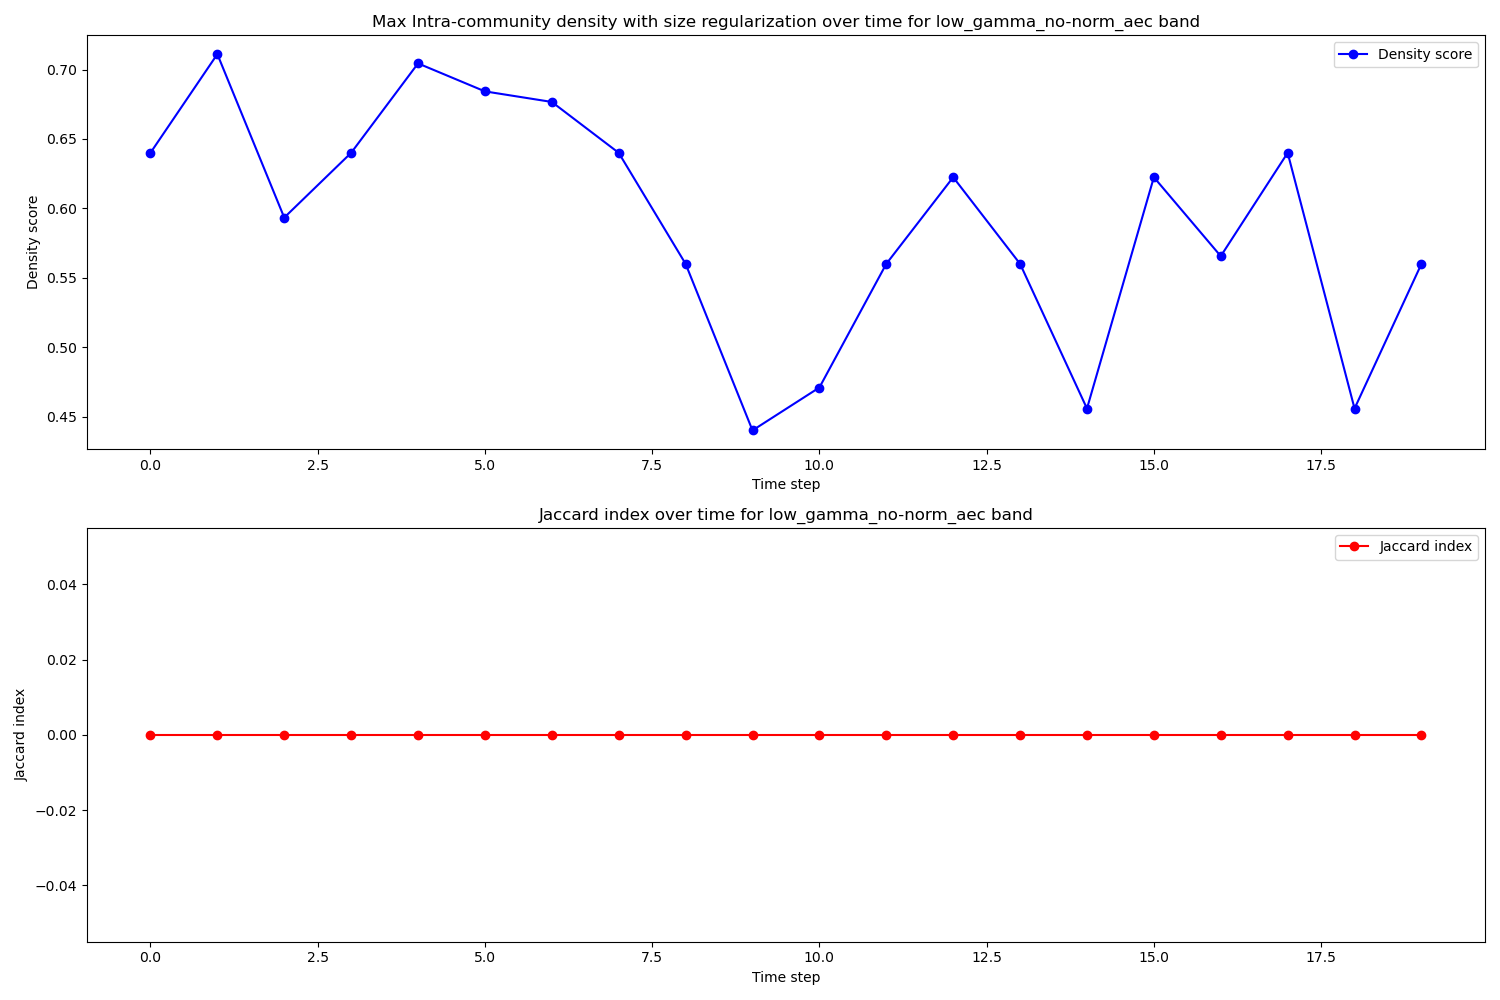 Max Intra-community density with size regularization over time for low_gamma_no-norm_aec band
Density score
0.70
0.65
0.60
0.55
0.50
0.45
Density score
0.0 2.5 5.0 7.5 10.0 12.5 15.0 17.5
Time step
Jaccard index over time for low_gamma_no-norm_aec band
Jaccard index
0.04
0.02
0.00
−0.02
−0.04
Jaccard index
0.0 2.5 5.0 7.5 10.0 12.5 15.0 17.5
Time step